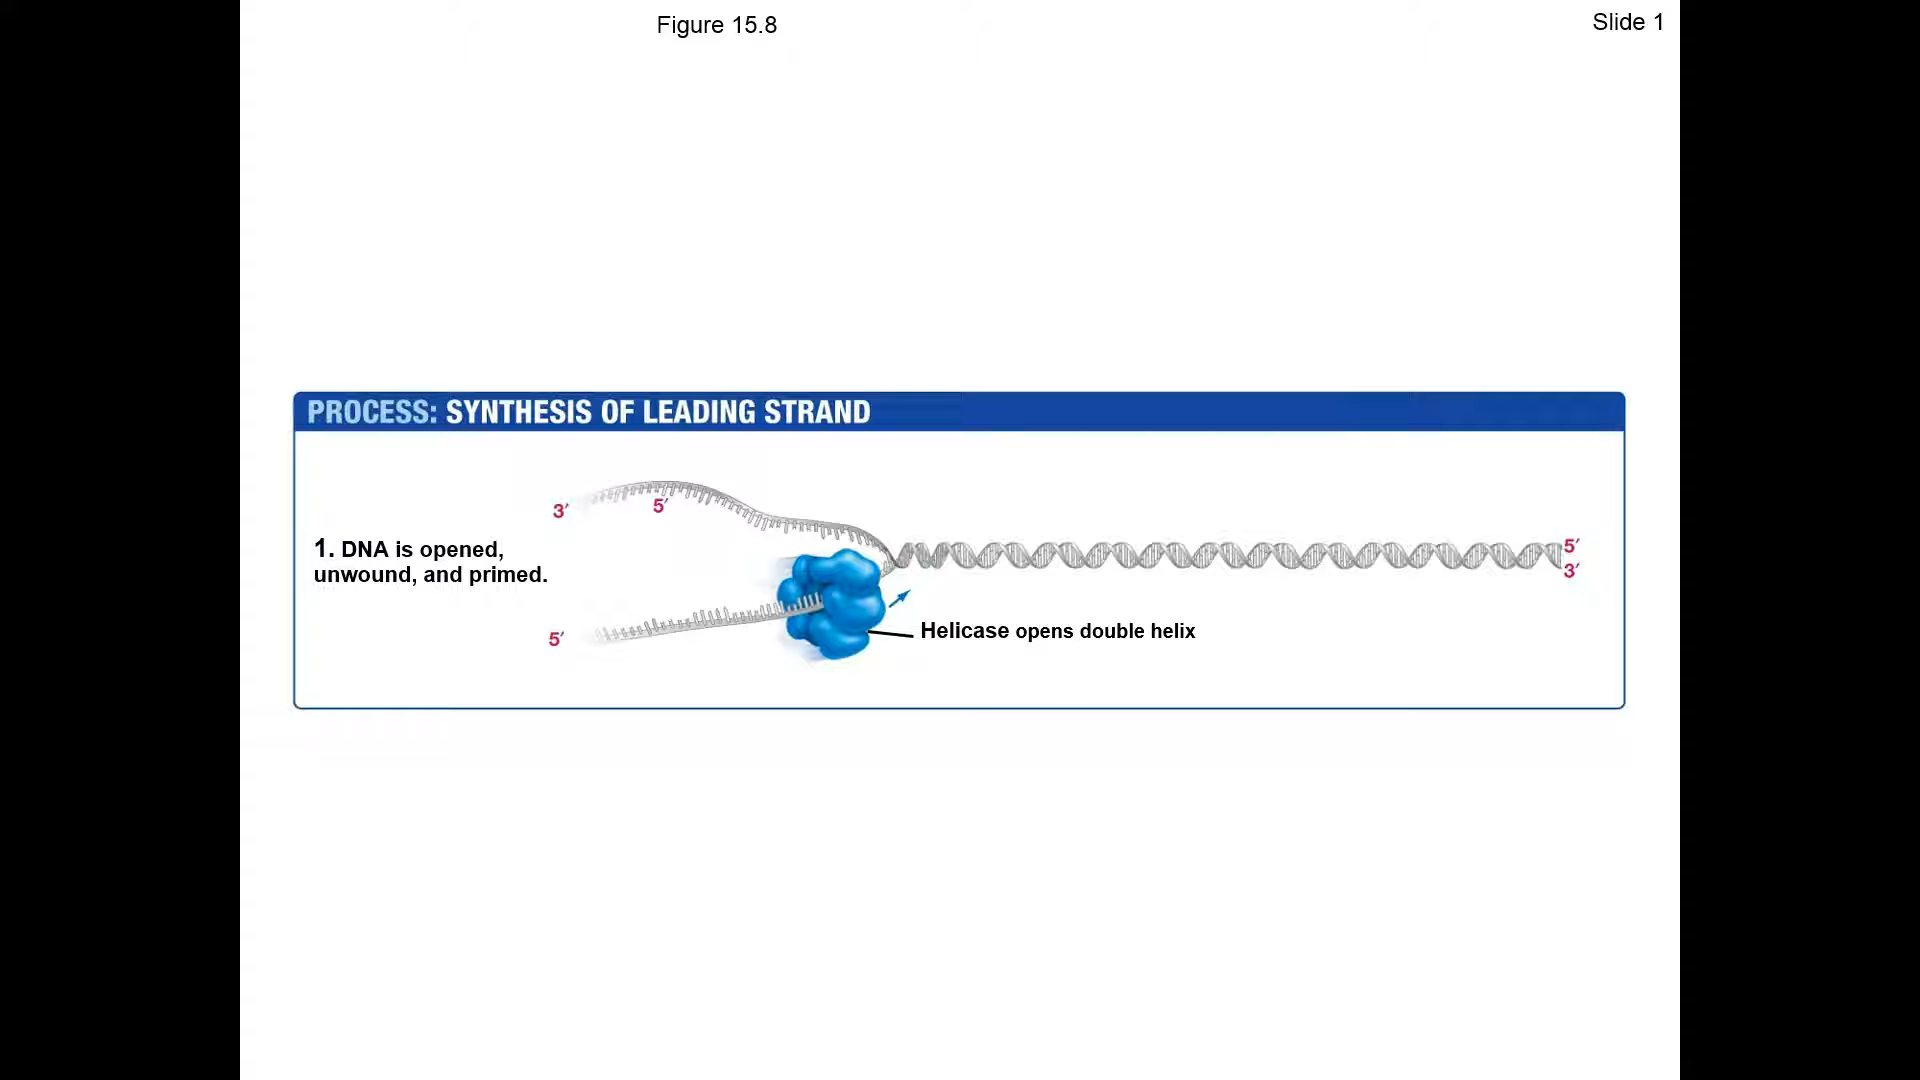 Figure 15.8
Slide 1
PROCESS: SYNTHESIS OF LEADING STRAND
3′
5′
1. DNA is opened,
unwound, and primed.
5′
3′
5′
Helicase opens double helix